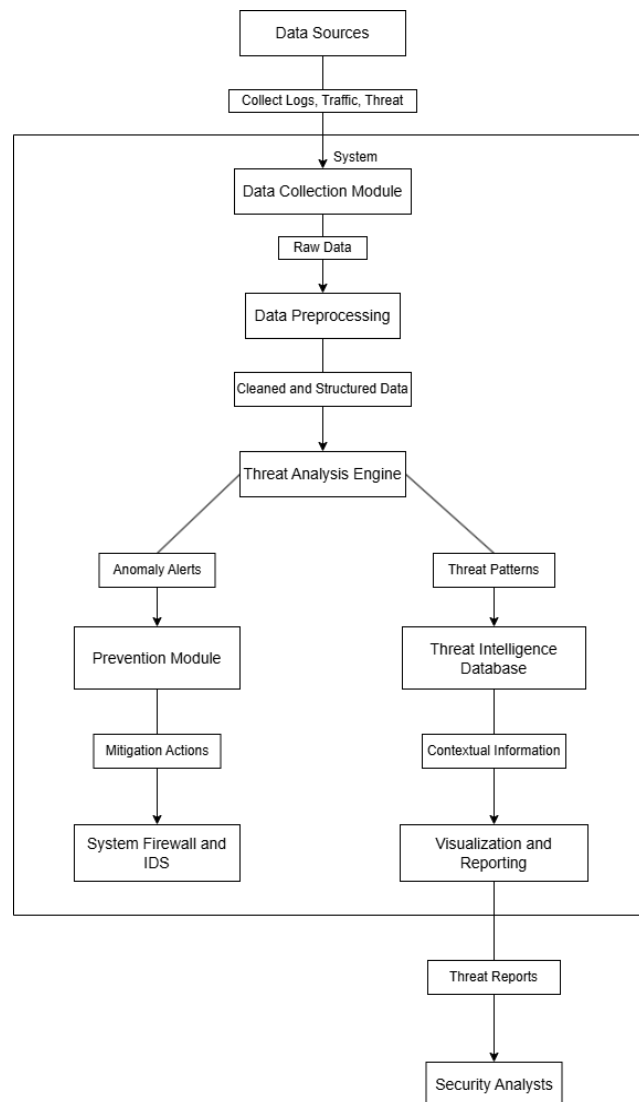 Data Sources
Collect Logs, Traffic, Threat
System
Data Collection Module
Raw Data
Data Preprocessing
Cleaned and Structured Data
Threat Analysis Engine
Anomaly Alerts
Threat Patterns
Prevention Module
Threat Intelligence
Database
Mitigation Actions
Contextual Information
System Firewall and
IDS
Visualization and
Reporting
Threat Reports
Security Analysts